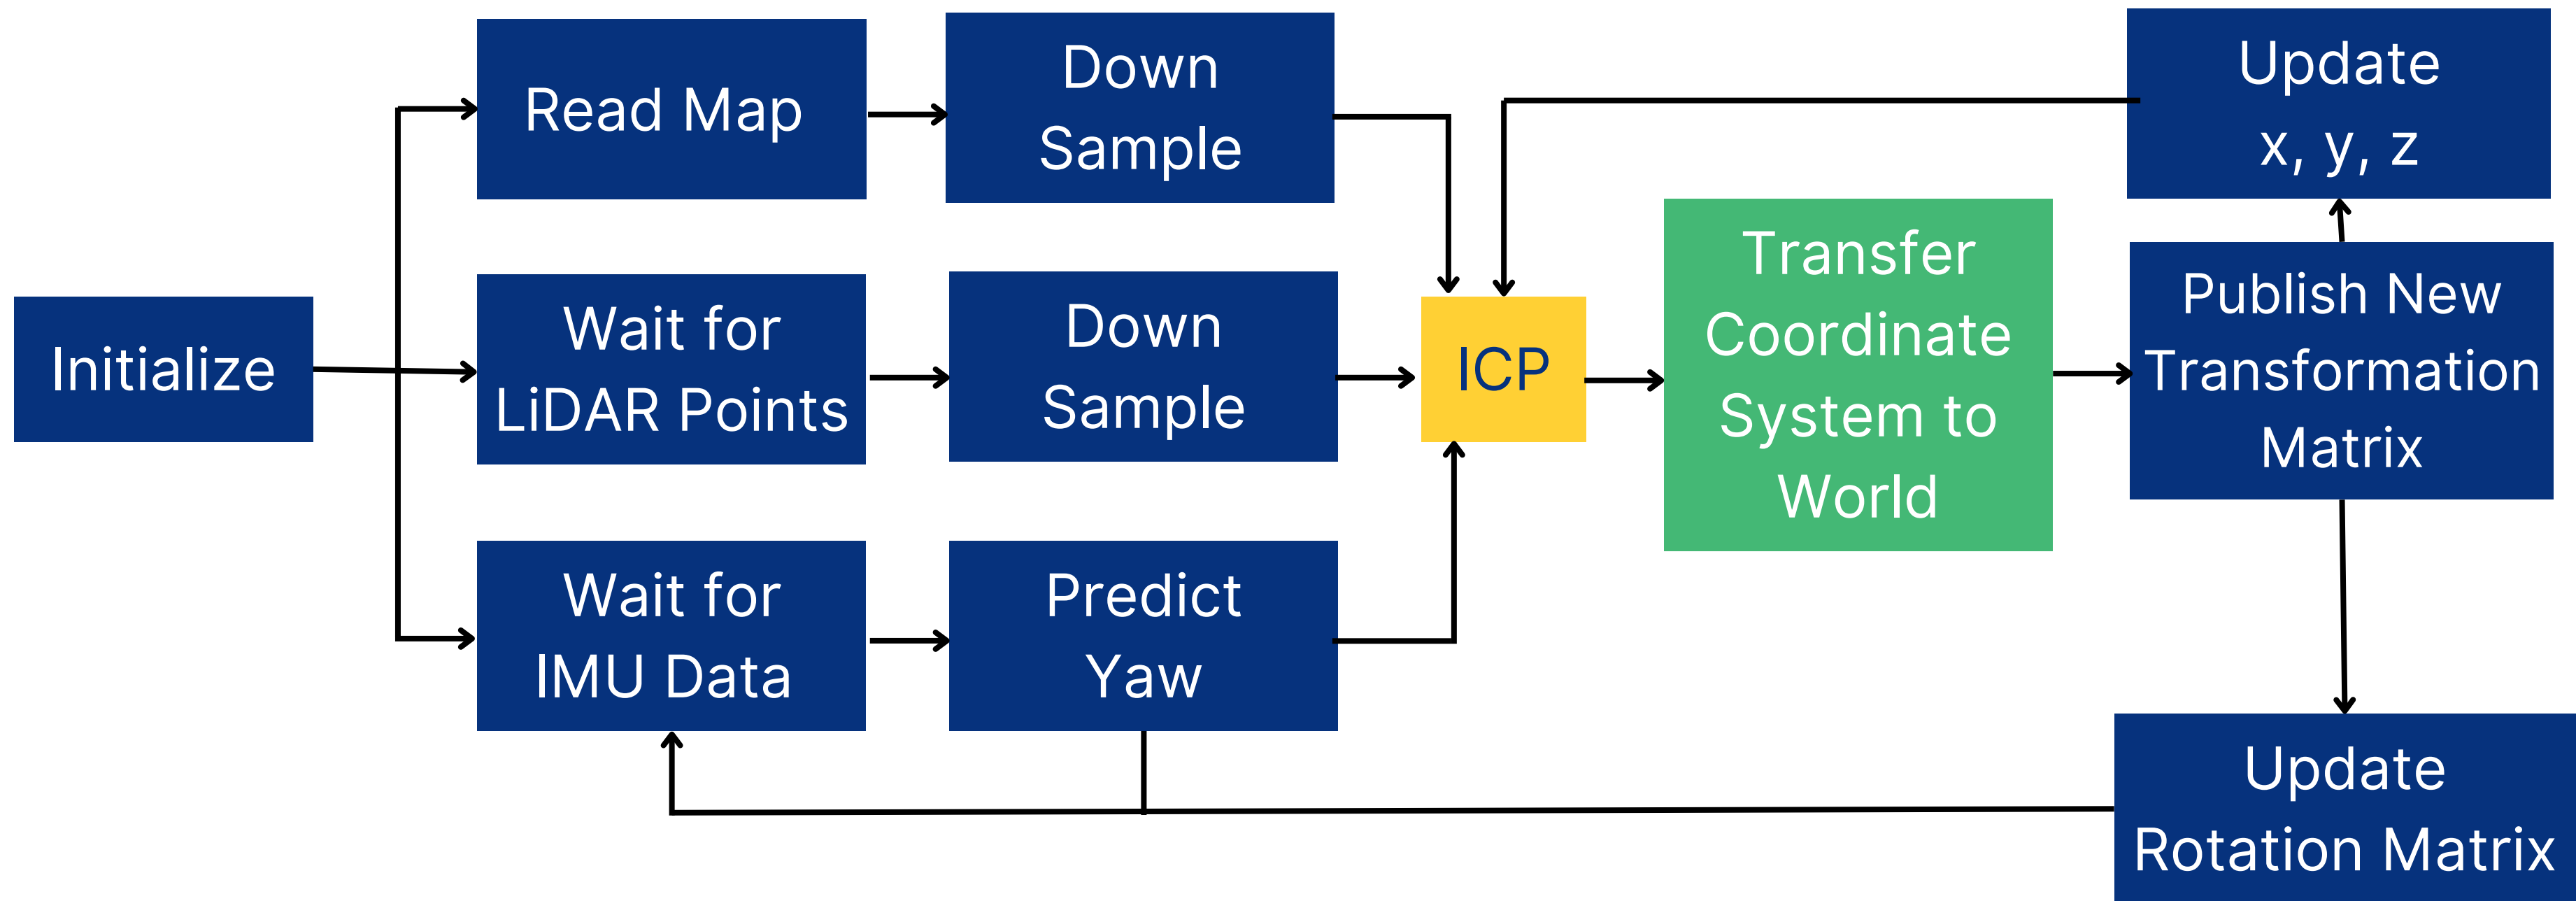 Initialize
Read Map
Down
Sample
Wait for
LiDAR Points
Down
Sample
Wait for
IMU Data
Predict
Yaw
ICP
Transfer
Coordinate
System to
World
Update
x, y, z
Publish New
Transformation
Matrix
Update
Rotation Matrix